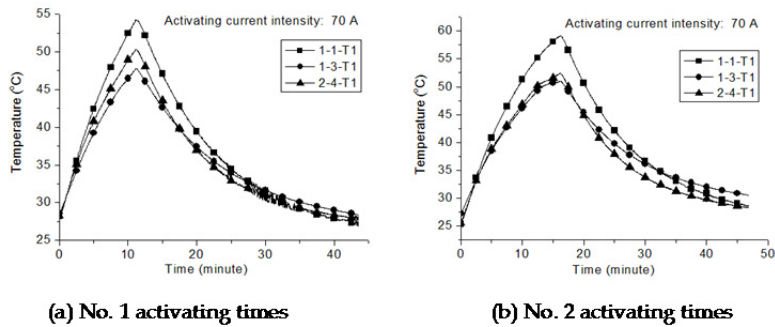 Activating current intensity: 70 A
1-1-T1
1-3-T1
2-4-T1
Temperature (°C)
55
50
45
40
35
30
25
0
10
20
30
40
Time (minute)
(a) No. 1 activating times
Activating current intensity: 70 A
1-1-T1
1-3-T1
2-4-T1
Temperature (°C)
60
55
50
45
40
35
30
25
0
10
20
30
40
50
Time (minute)
(b) No. 2 activating times